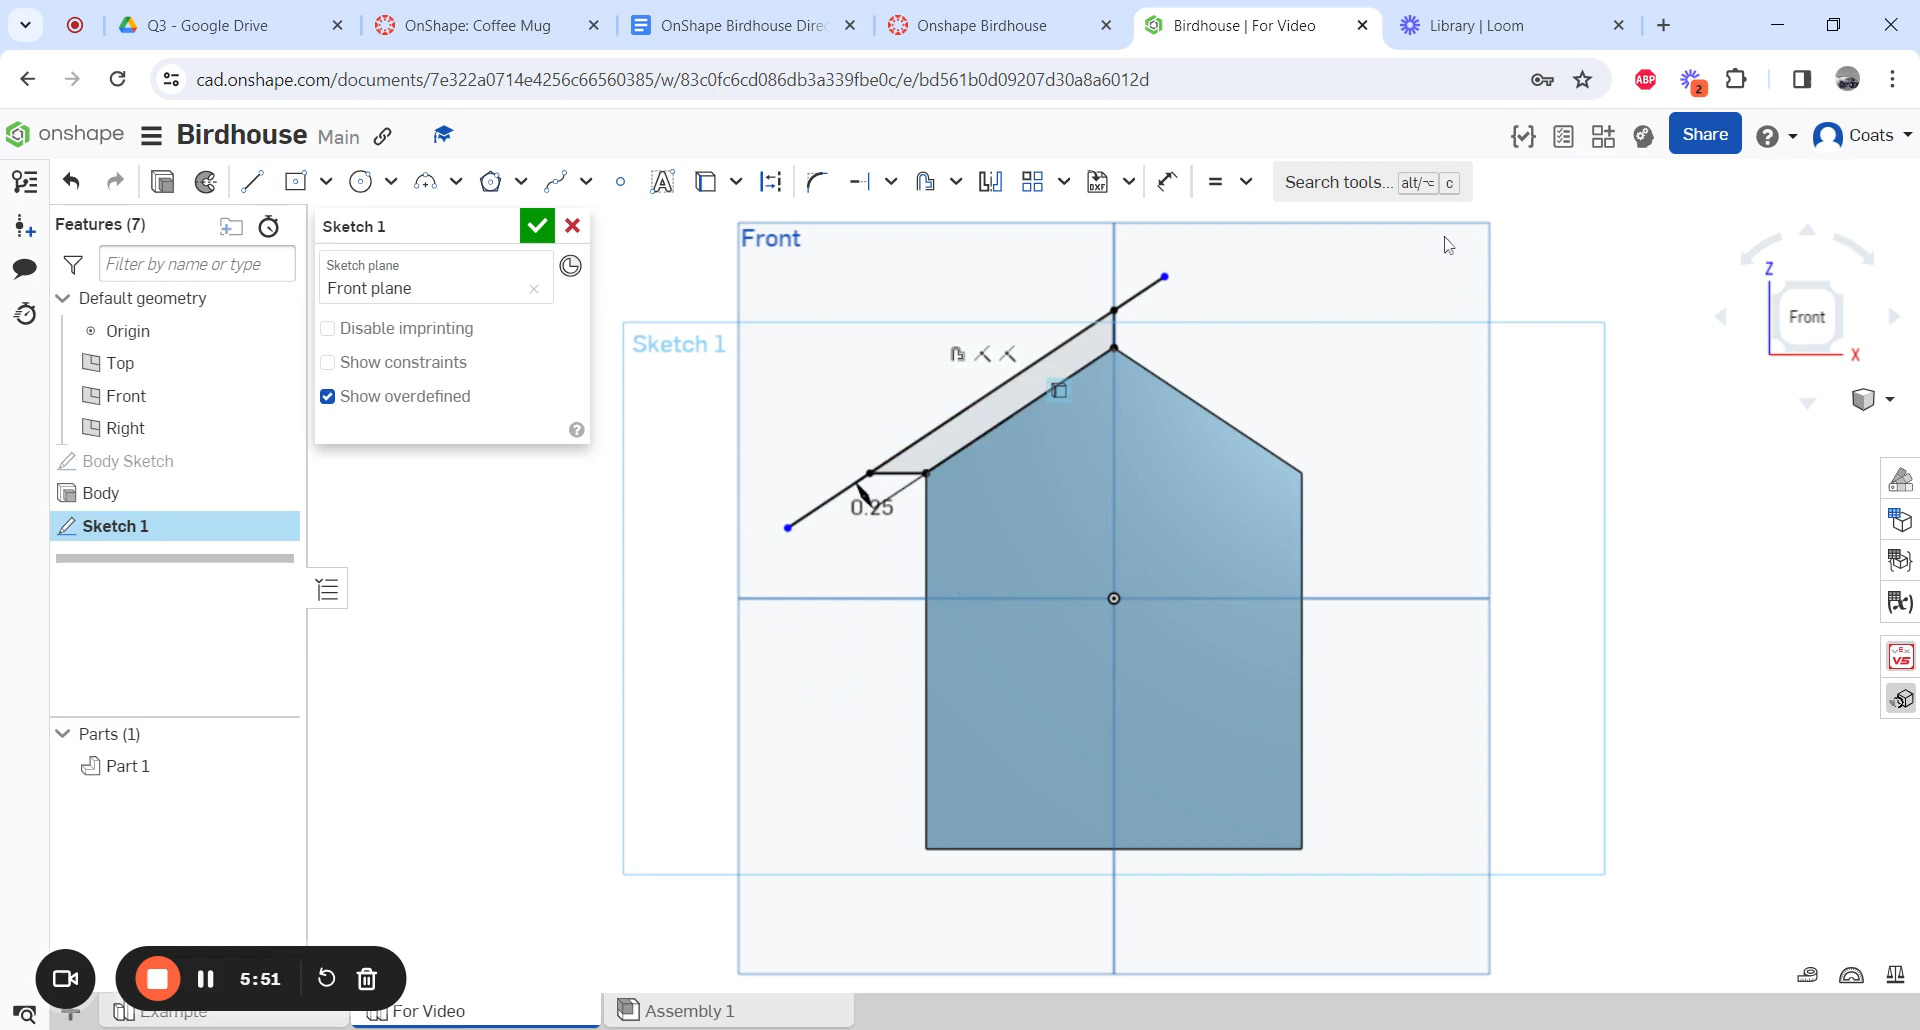 Q3 - Google Drive
OnShape: Coffee Mug
OnShape Birdhouse Dire
Onshape Birdhouse
Birdhouse | For Video
Library | Loom
cad.onshape.com/documents/7e322a0714e4256c66560385/w/83c0fc6cd086db3a339fbe0c/e/bd561b0d09207d30a8a6012d
ABP
2
onshape
Birdhouse Main
Share
Coats
Search tools... alt/⌥ c
Features (7)
Filter by name or type
Default geometry
Origin
Top
Front
Right
Body Sketch
Body
Sketch 1
Parts (1)
Part 1
Sketch 1
Sketch plane
Front plane
Disable imprinting
Show constraints
Show overdefined
Front
Sketch 1
0.25
Z
Front
X
VEX
V5
5:51
Example
For Video
Assembly 1